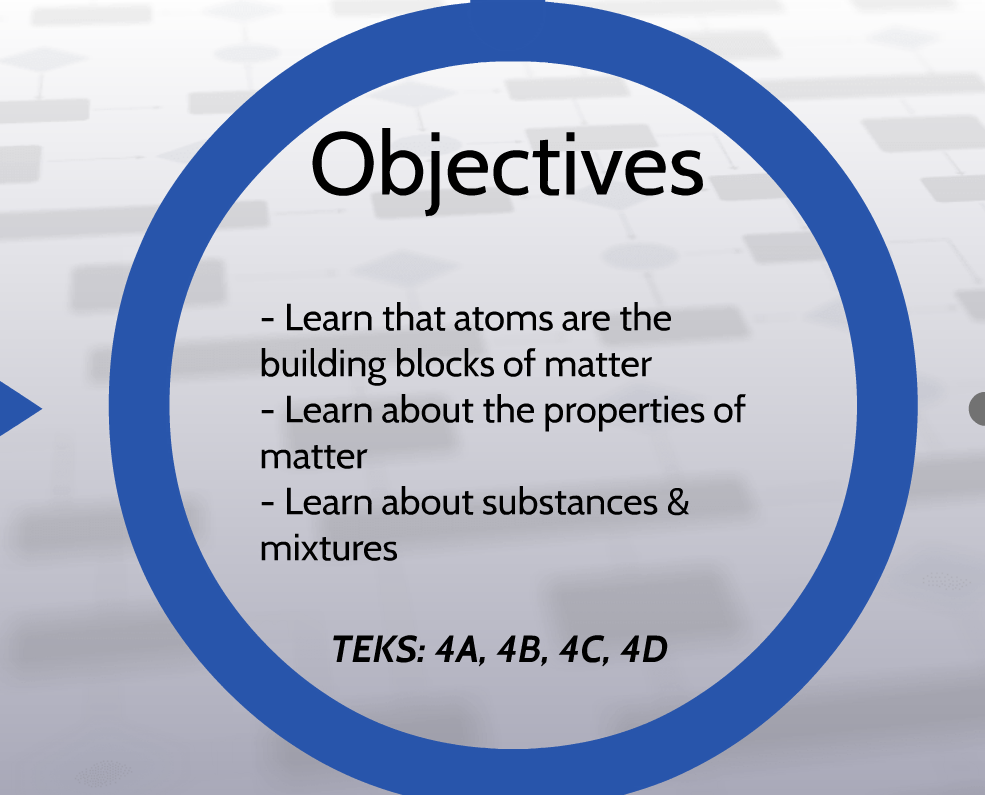 Objectives
- Learn that atoms are the
building blocks of matter
- Learn about the properties of
matter
- Learn about substances &
mixtures
TEKS: 4A, 4B, 4C, 4D